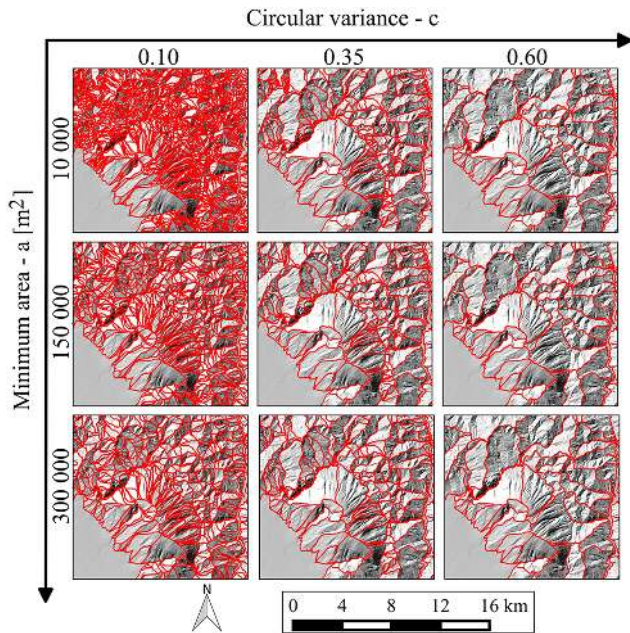 Circular variance - c
0.10 0.35 0.60
Minimum area - a [m²]
10 000
150 000
300 000
N
0 4 8 12 16 km